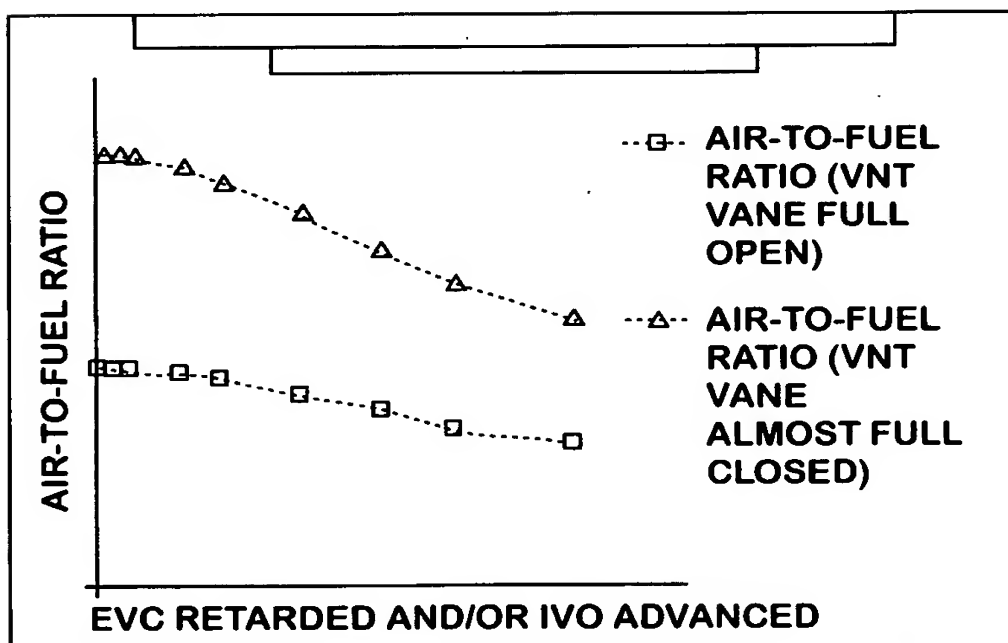 AIR-TO-FUEL RATIO
AIR-TO-FUEL
RATIO (VNT
VANE FULL
OPEN)
AIR-TO-FUEL
RATIO (VNT
VANE
ALMOST FULL
CLOSED)
EVC RETARDED AND/OR IVO ADVANCED